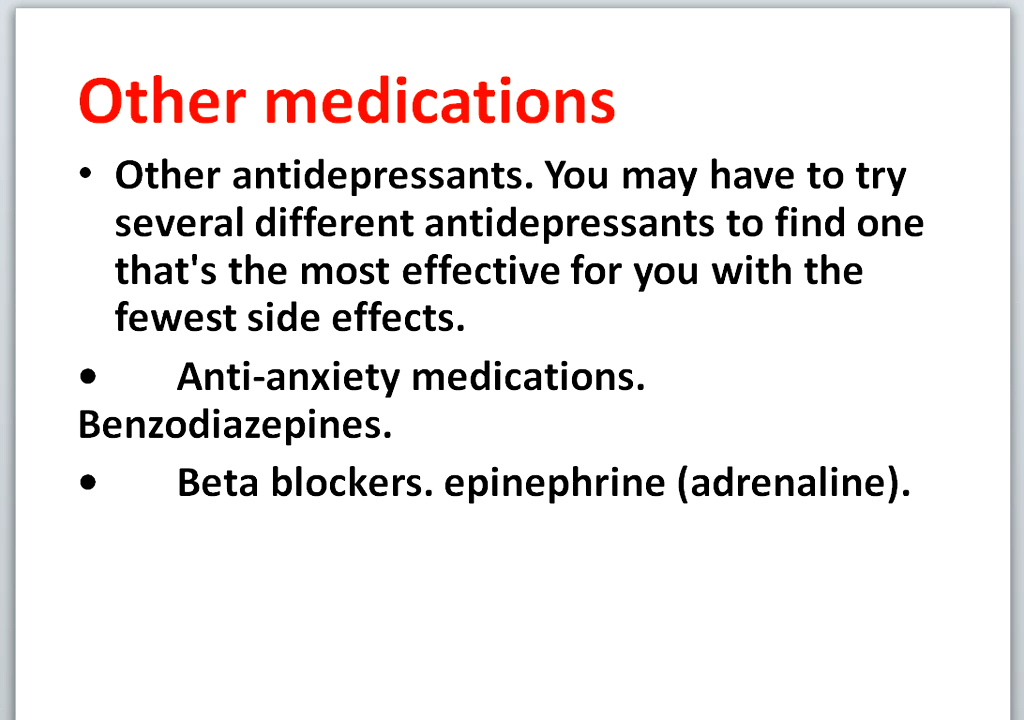 Other medications
• Other antidepressants. You may have to try
several different antidepressants to find one
that's the most effective for you with the
fewest side effects.
• Anti-anxiety medications.
Benzodiazepines.
• Beta blockers. epinephrine (adrenaline).